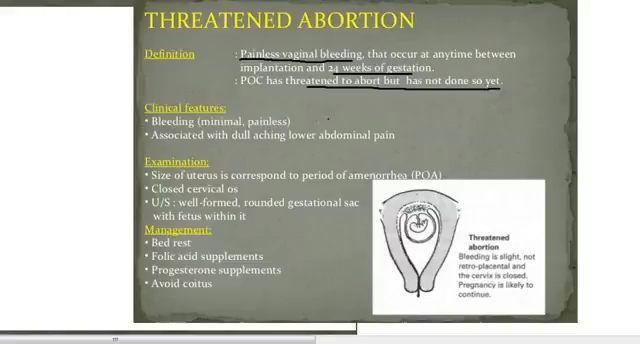 THREATENED ABORTION
Definition : Painless vaginal bleeding, that occur at anytime between
implantation and 24 weeks of gestation.
: POC has threatened to abort but has not done so yet.
Clinical features:
• Bleeding (minimal, painless)
• Associated with dull aching lower abdominal pain
Examination:
• Size of uterus is correspond to period of amenorrhea (POA)
• Closed cervical os
• U/S : well-formed, rounded gestational sac
with fetus within it
Management:
• Bed rest
• Folic acid supplements
• Progesterone supplements
• Avoid coitus
Threatened
abortion
Bleeding is slight, not
retro-placental and
the cervix is closed.
Pregnancy is likely to
continue.